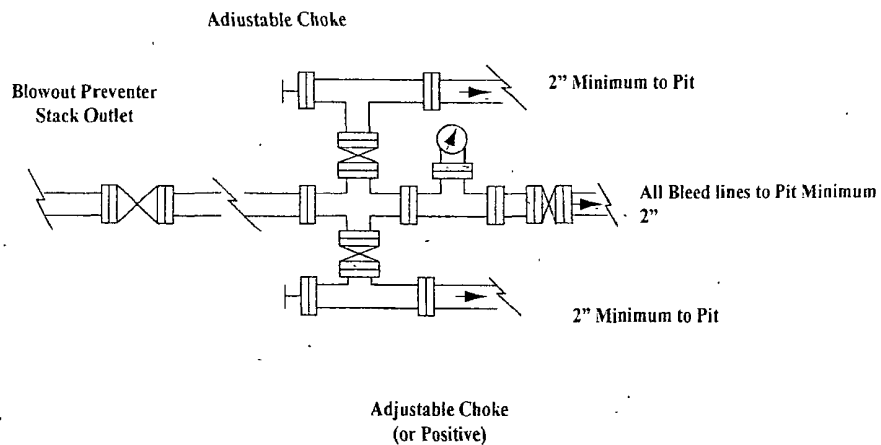 Adjustable Choke
2” Minimum to Pit
Blowout Preventer
Stack Outlet
All Bleed lines to Pit Minimum
2”
2” Minimum to Pit
Adjustable Choke
(or Positive)